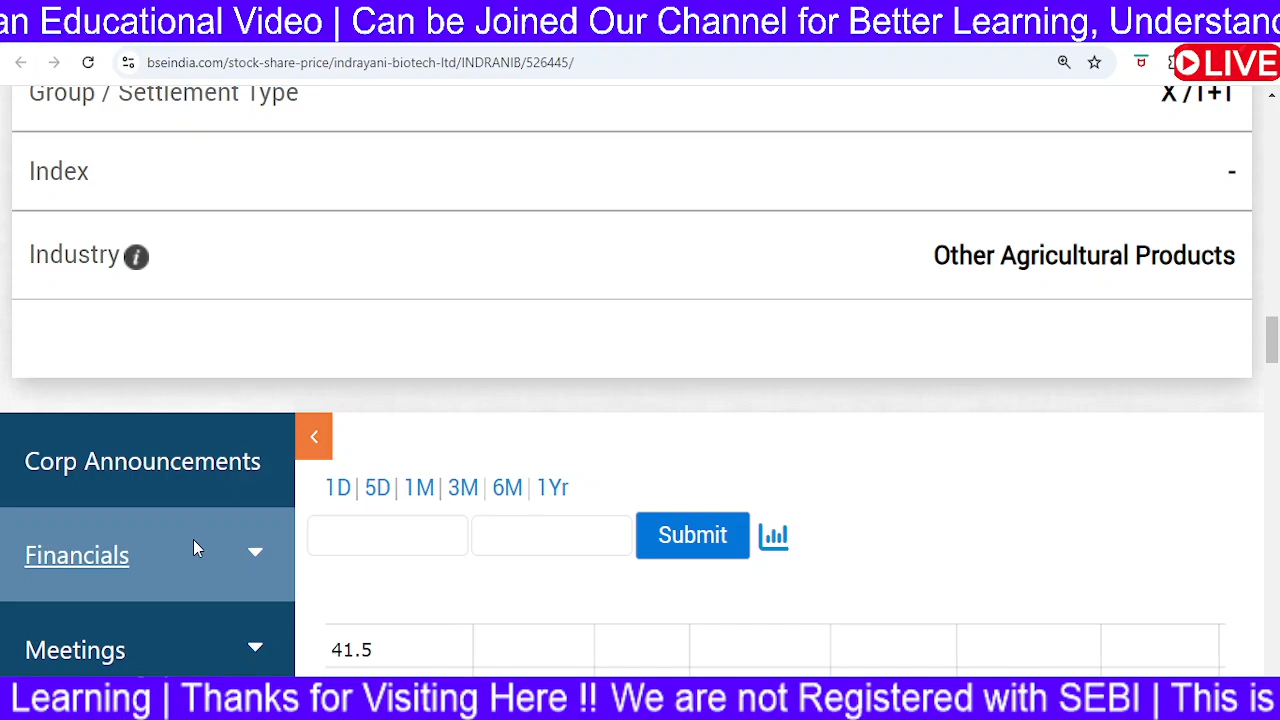 an Educational Video | Can be Joined Our Channel for Better Learning, Understand
bseindia.com/stock-share-price/indrayani-biotech-ltd/INDRANIB/526445/
LIVE
Group / Settlement Type X / T+1
Index -
Industry i Other Agricultural Products
Corp Announcements
1D | 5D | 1M | 3M | 6M | 1Yr
Submit
Financials
Meetings
41.5
Learning | Thanks for Visiting Here !! We are not Registered with SEBI | This is